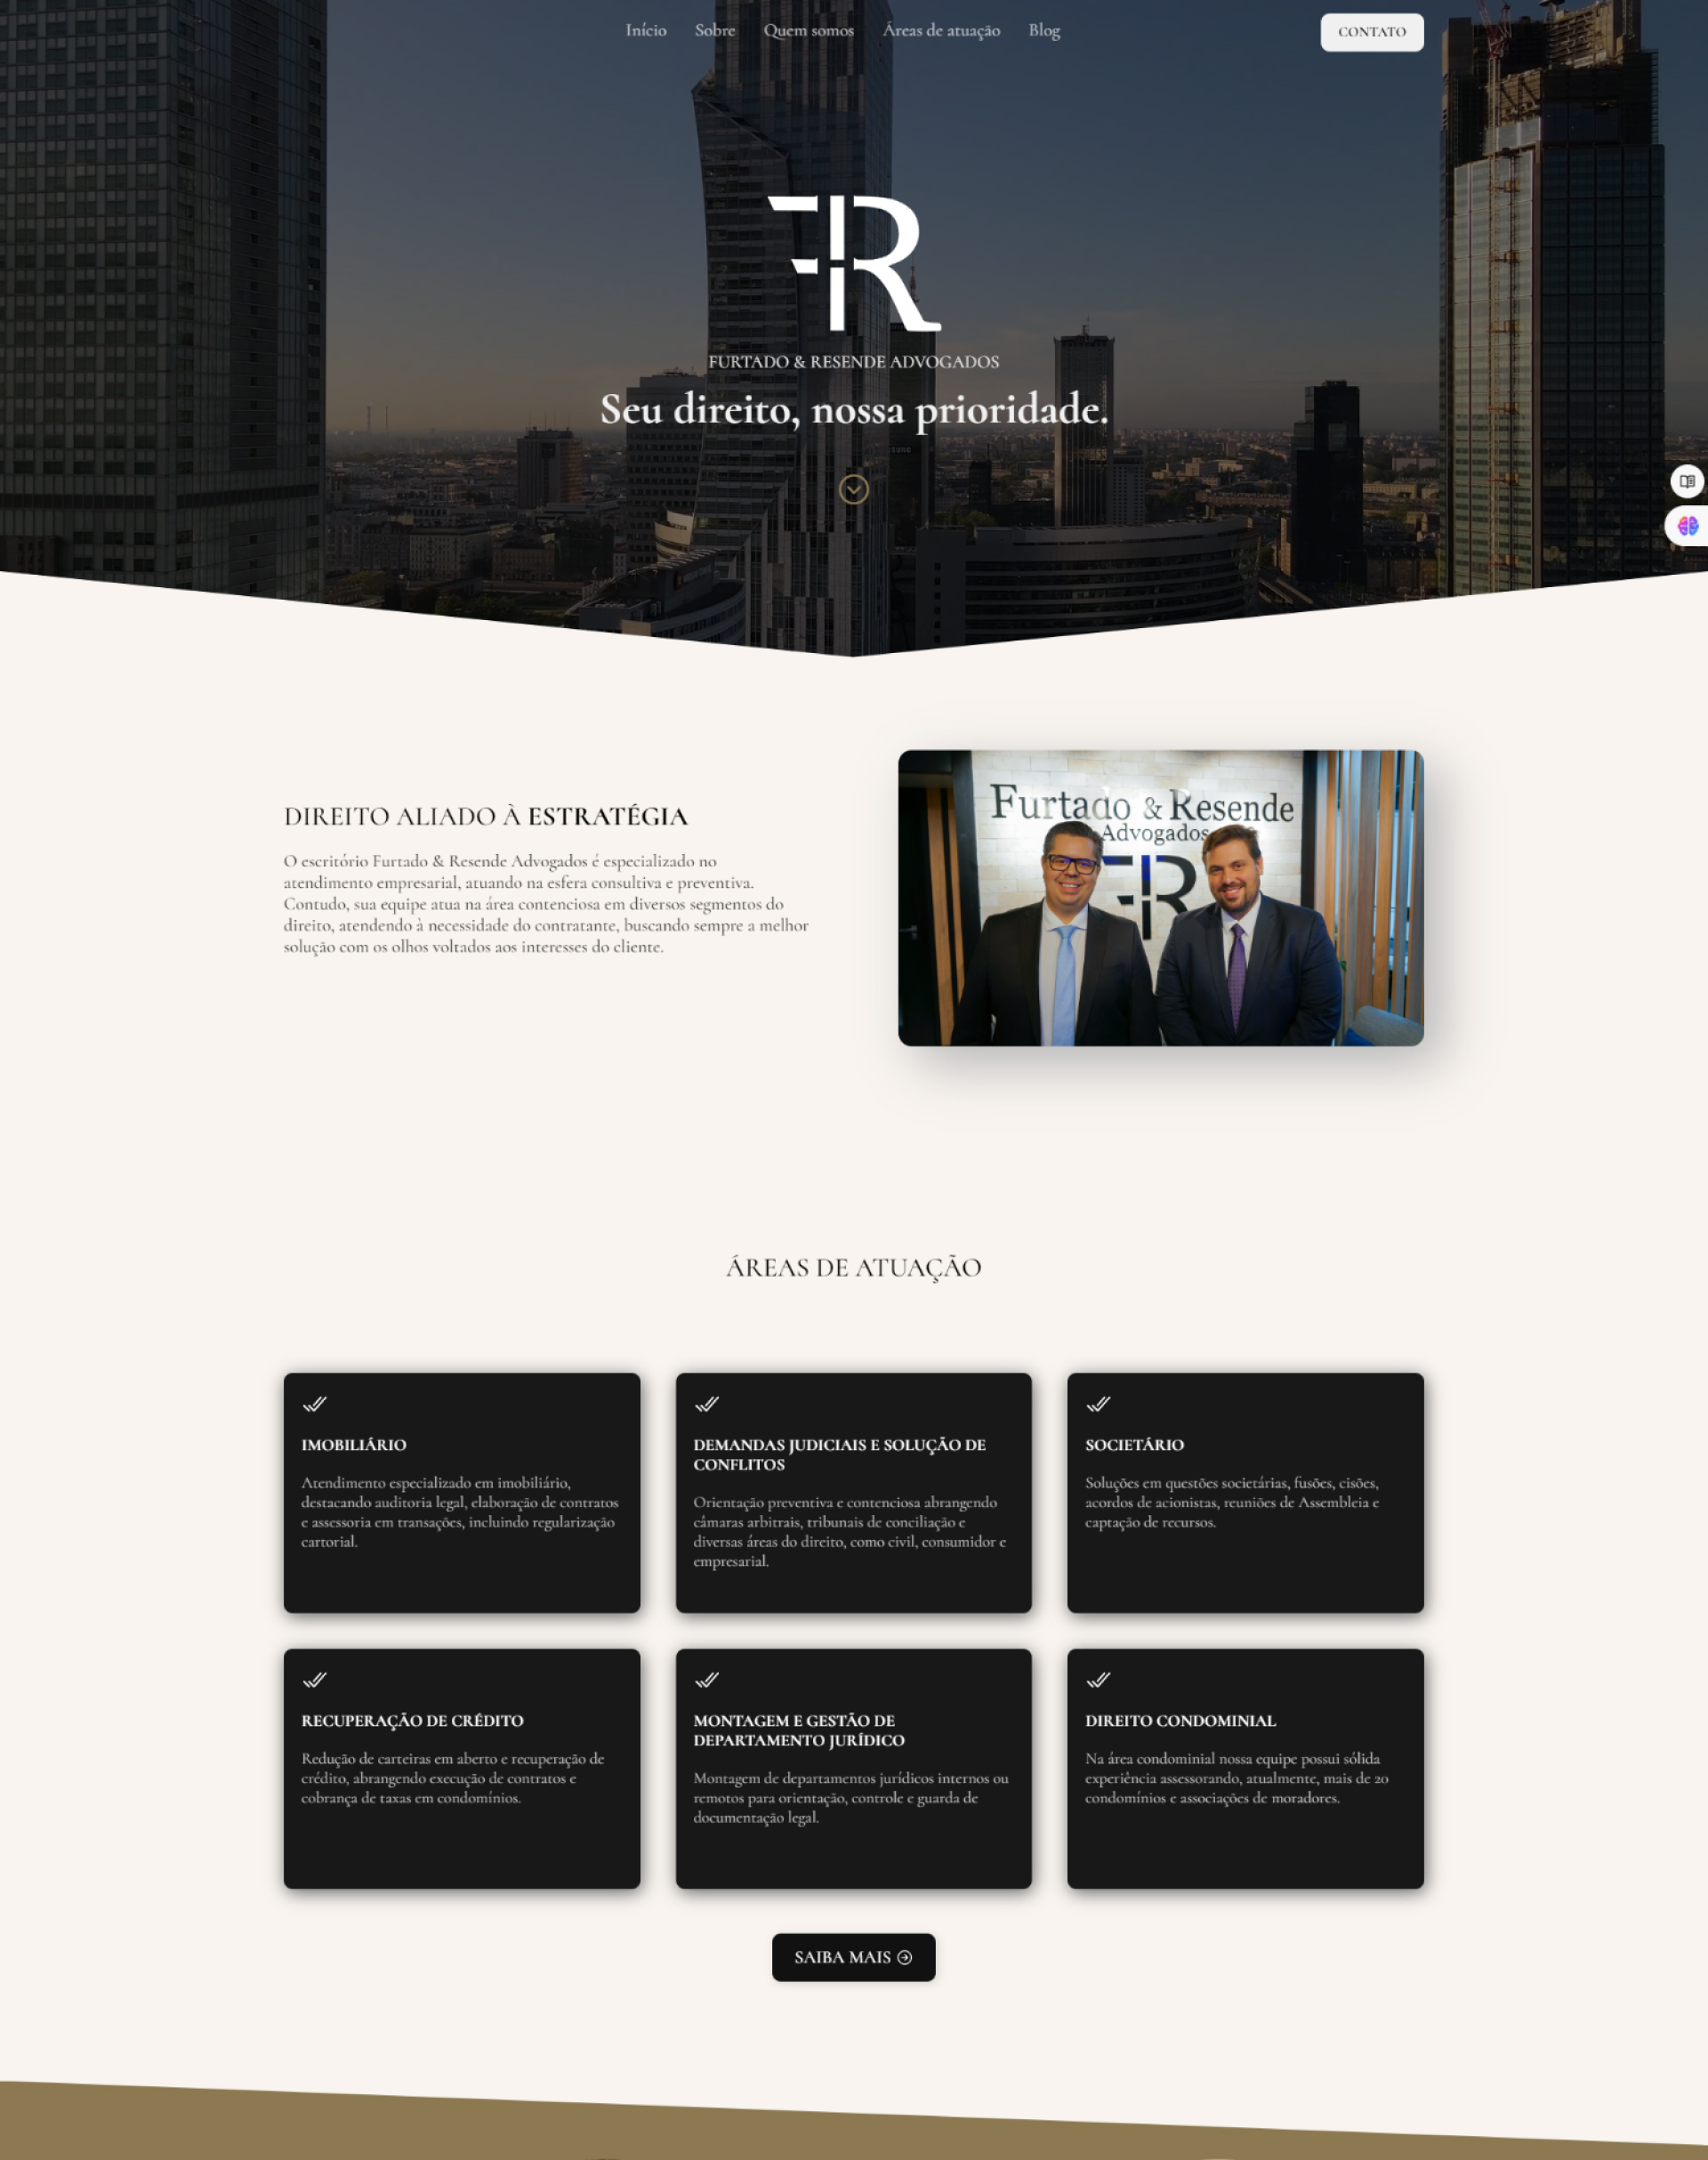 Início Sobre Quem somos Áreas de atuação Blog CONTATO
FR
FURTADO & RESENDE ADVOGADOS
Seu direito, nossa prioridade.
DIREITO ALIADO À ESTRATÉGIA
O escritório Furtado & Resende Advogados é especializado no
atendimento empresarial, atuando na esfera consultiva e preventiva.
Contudo, sua equipe atua na área contenciosa em diversos segmentos do
direito, atendendo à necessidade do contratante, buscando sempre a melhor
solução com os olhos voltados aos interesses do cliente.
Furtado & Resende
Advogados
FR
ÁREAS DE ATUAÇÃO
IMOBILIÁRIO
Atendimento especializado em imobiliário,
destacando auditoria legal, elaboração de contratos
e assessoria em transações, incluindo regularização
cartorial.
DEMANDAS JUDICIAIS E SOLUÇÃO DE
CONFLITOS
Orientação preventiva e contenciosa abrangendo
câmaras arbitrais, tribunais de conciliação e
diversas áreas do direito, como civil, consumidor e
empresarial.
SOCIETÁRIO
Soluções em questões societárias, fusões, cisões,
acordos de acionistas, reuniões de Assembleia e
captação de recursos.
RECUPERAÇÃO DE CRÉDITO
Redução de carteiras em aberto e recuperação de
crédito, abrangendo execução de contratos e
cobrança de taxas em condomínios.
MONTAGEM E GESTÃO DE
DEPARTAMENTO JURÍDICO
Montagem de departamentos jurídicos internos ou
remotos para orientação, controle e guarda de
documentação legal.
DIREITO CONDOMINIAL
Na área condominial nossa equipe possui sólida
experiência assessorando, atualmente, mais de 20
condomínios e associações de moradores.
SAIBA MAIS